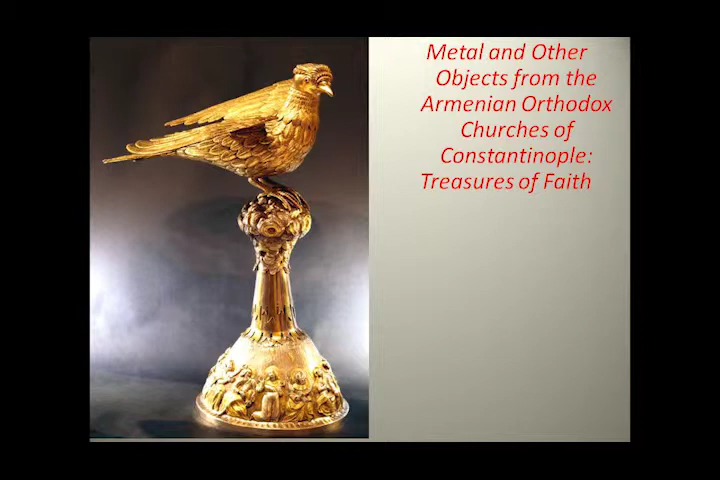 Metal and Other
Objects from the
Armenian Orthodox
Churches of
Constantinople:
Treasures of Faith